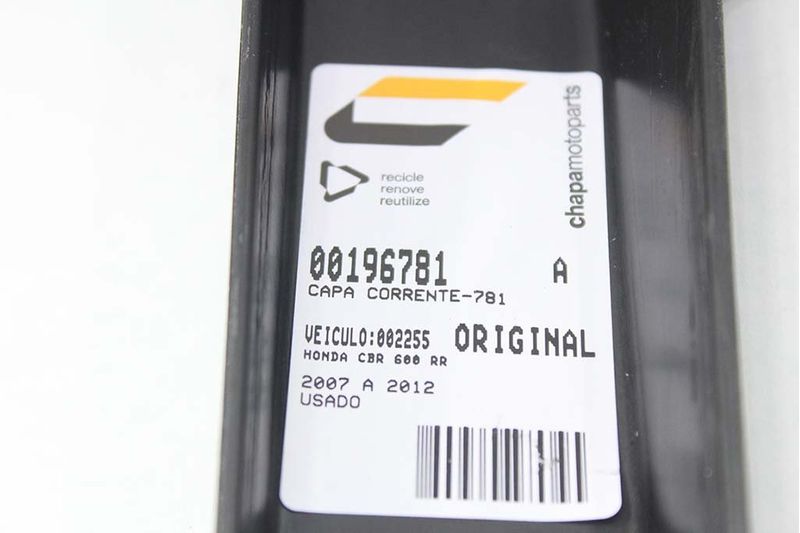 chapamotoparts
recicle
renove
reutilize
00196781 A
CAPA CORRENTE-781
VEICULO:002255 ORIGINAL
HONDA CBR 600 RR
2007 A 2012
USADO